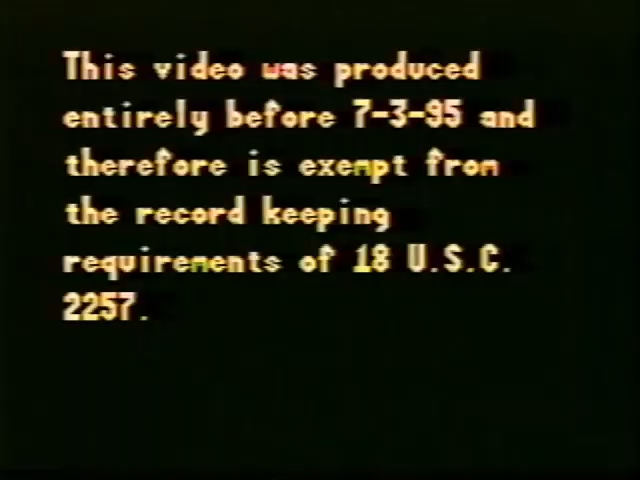 This video was produced
entirely before 7-3-95 and
therefore is exempt from
the record keeping
requirements of 18 U.S.C.
2257.